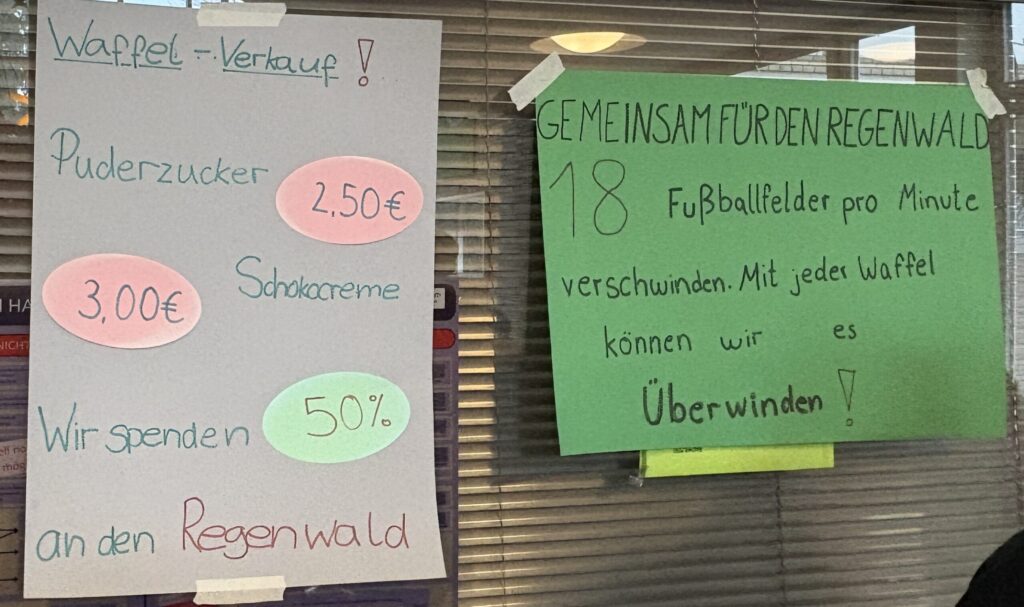 Waffel - Verkauf!
Puderzucker 2,50€
3,00€ Schokocreme
Wir spenden 50%
an den Regenwald
GEMEINSAM FÜR DEN REGENWALD
18 Fußballfelder pro Minute
verschwinden. Mit jeder Waffel
können wir es
Überwinden!